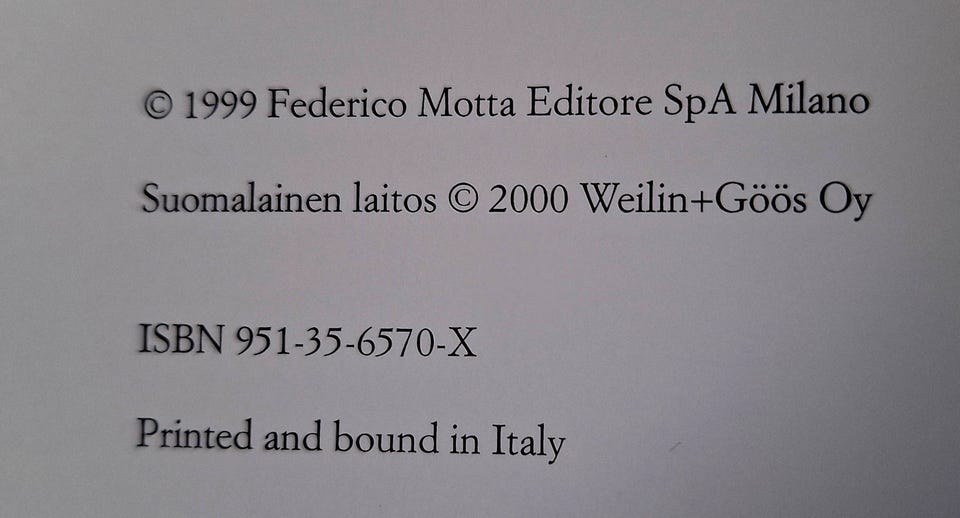 © 1999 Federico Motta Editore SpA Milano
Suomalainen laitos © 2000 Weilin+Göös Oy
ISBN 951-35-6570-X
Printed and bound in Italy